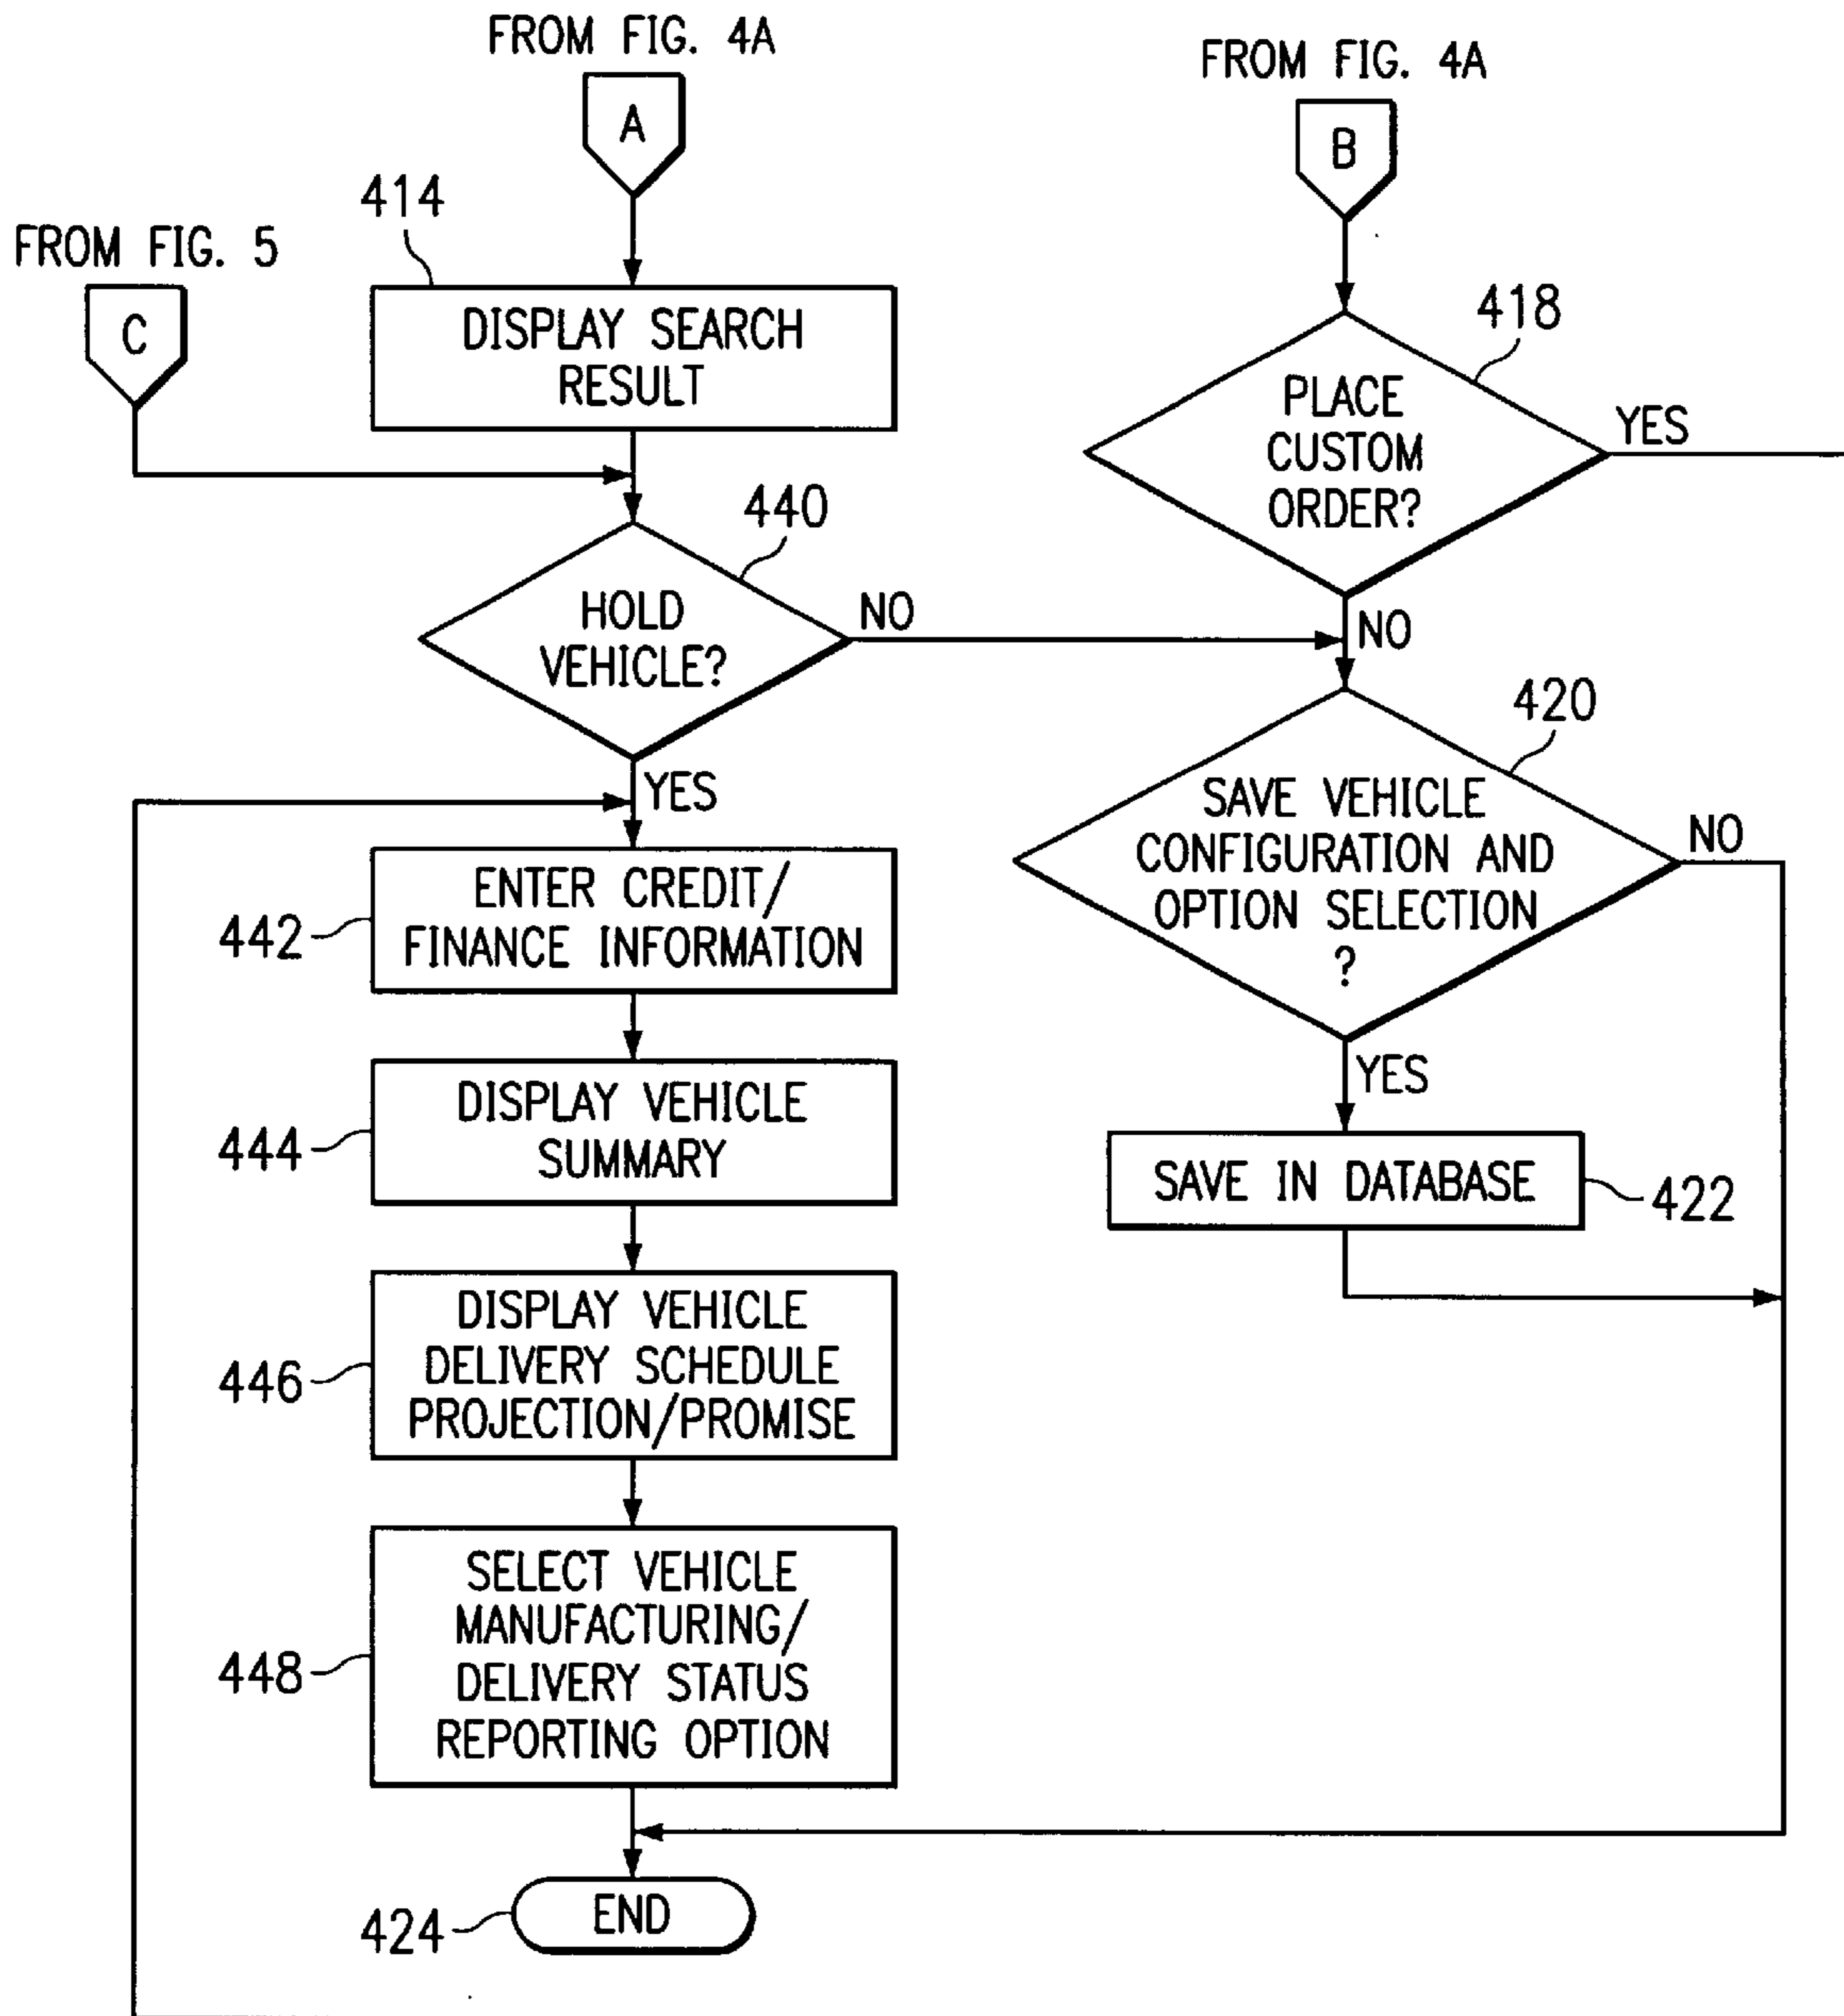 FROM FIG. 4A
A
FROM FIG. 4A
B
414
FROM FIG. 5
C
DISPLAY SEARCH
RESULT
418
PLACE
CUSTOM
ORDER?
YES
440
HOLD
VEHICLE?
NO
NO
YES
420
SAVE VEHICLE
CONFIGURATION AND
OPTION SELECTION
?
NO
442
ENTER CREDIT/
FINANCE INFORMATION
YES
444
DISPLAY VEHICLE
SUMMARY
SAVE IN DATABASE
422
446
DISPLAY VEHICLE
DELIVERY SCHEDULE
PROJECTION/PROMISE
448
SELECT VEHICLE
MANUFACTURING/
DELIVERY STATUS
REPORTING OPTION
424
END